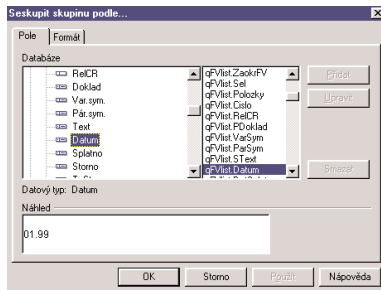 Seskupit skupinu podle...
Pole
Formát
Databáze
RelCR
Doklad
Var.sym.
Pár.sym.
Text
Datum
Splatno
Storno
qFVlist.ZaokrFV
qFVlist.Sel
qFVlist.Polozky
qFVlist.Cislo
qFVlist.RelCR
qFVlist.PDoklad
qFVlist.VarSym
qFVlist.ParSym
qFVlist.SText
qFVlist.Datum
Přidat
Upravit
Smazat
Datový typ: Datum
Náhled
01.99
OK
Storno
Použít
Nápověda